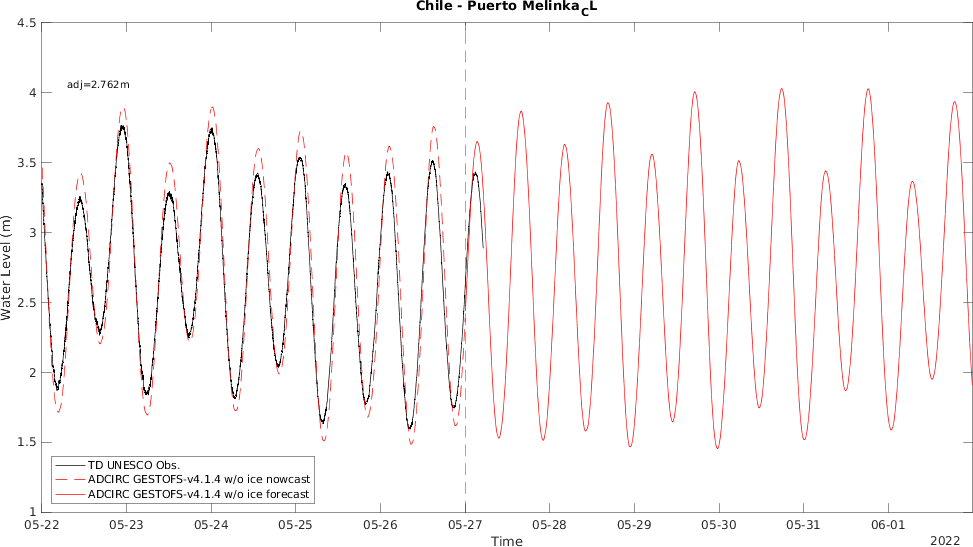 Chile - Puerto Melinka_CL
adj=2.762m
Water Level (m)
4.5
4
3.5
3
2.5
2
1.5
1
TD UNESCO Obs.
ADCIRC GESTOFS-v4.1.4 w/o ice nowcast
ADCIRC GESTOFS-v4.1.4 w/o ice forecast
05-22 05-23 05-24 05-25 05-26 05-27 05-28 05-29 05-30 05-31 06-01
Time
2022